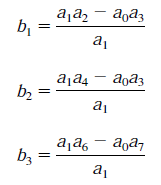 b₁ = (a₁a₂ − a₀a₃) / a₁
b₂ = (a₁a₄ − a₀a₃) / a₁
b₃ = (a₁a₆ − a₀a₇) / a₁